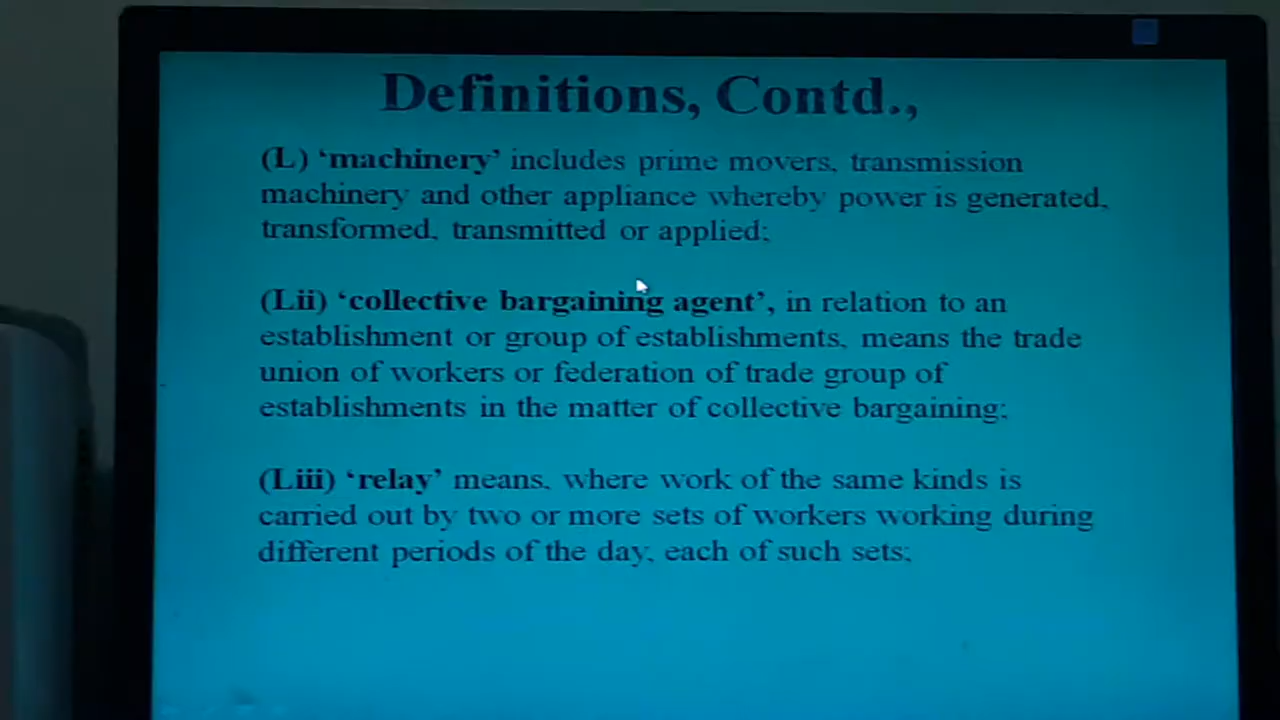 Definitions, Contd.,
(L) ‘machinery’ includes prime movers, transmission
machinery and other appliance whereby power is generated,
transformed, transmitted or applied;
(Lii) ‘collective bargaining agent’, in relation to an
establishment or group of establishments, means the trade
union of workers or federation of trade group of
establishments in the matter of collective bargaining;
(Liii) ‘relay’ means, where work of the same kinds is
carried out by two or more sets of workers working during
different periods of the day, each of such sets;